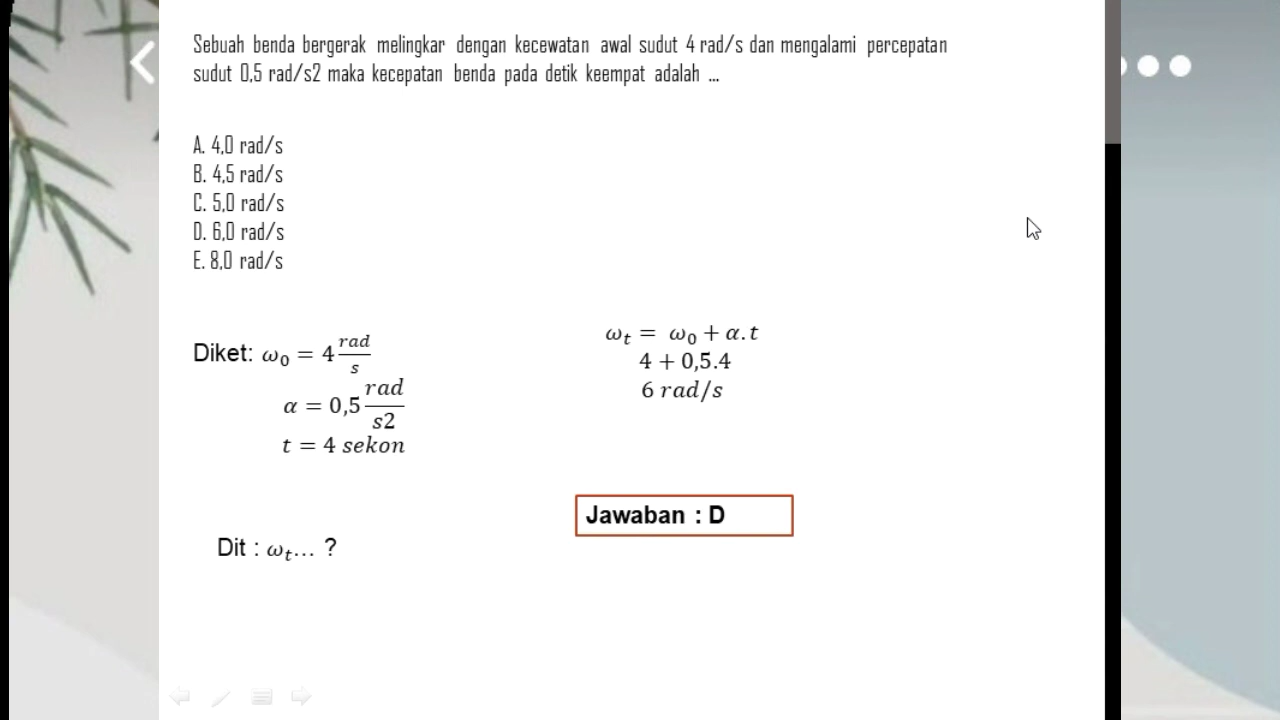 Sebuah benda bergerak melingkar dengan kecewatan awal sudut 4 rad/s dan mengalami percepatan
sudut 0,5 rad/s2 maka kecepatan benda pada detik keempat adalah ...
A. 4,0 rad/s
B. 4,5 rad/s
C. 5,0 rad/s
D. 6,0 rad/s
E. 8,0 rad/s
Diket: ω₀ = 4 rad/s
α = 0,5 rad/s2
t = 4 sekon
Dit : ωₜ... ?
ωₜ = ω₀ + α.t
4 + 0,5.4
6 rad/s
Jawaban : D